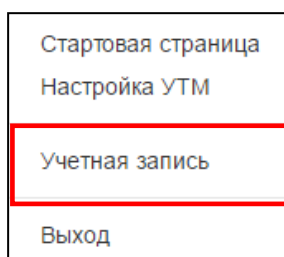 Стартовая страница
Настройка УТМ
Учетная запись
Выход